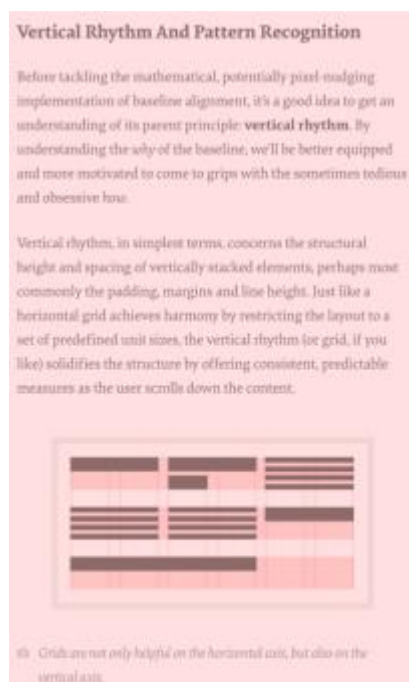 Vertical Rhythm And Pattern Recognition
Before tackling the mathematical, potentially pixel-nudging
implementation of baseline alignment, it's a good idea to get an
understanding of its parent principle: vertical rhythm. By
understanding the why of the baseline, we'll be better equipped
and more motivated to come to grips with the sometimes tedious
and obsessive how.
Vertical rhythm, in simplest terms, concerns the structural
height and spacing of vertically stacked elements, perhaps most
commonly the padding, margins and line height. Just like a
horizontal grid achieves harmony by restricting the layout to a
set of predefined unit sizes, the vertical rhythm (or grid, if you
like) solidifies the structure by offering consistent, predictable
measures as the user scrolls down the content.
Grids are not only helpful on the horizontal axis, but also on the
vertical axis.